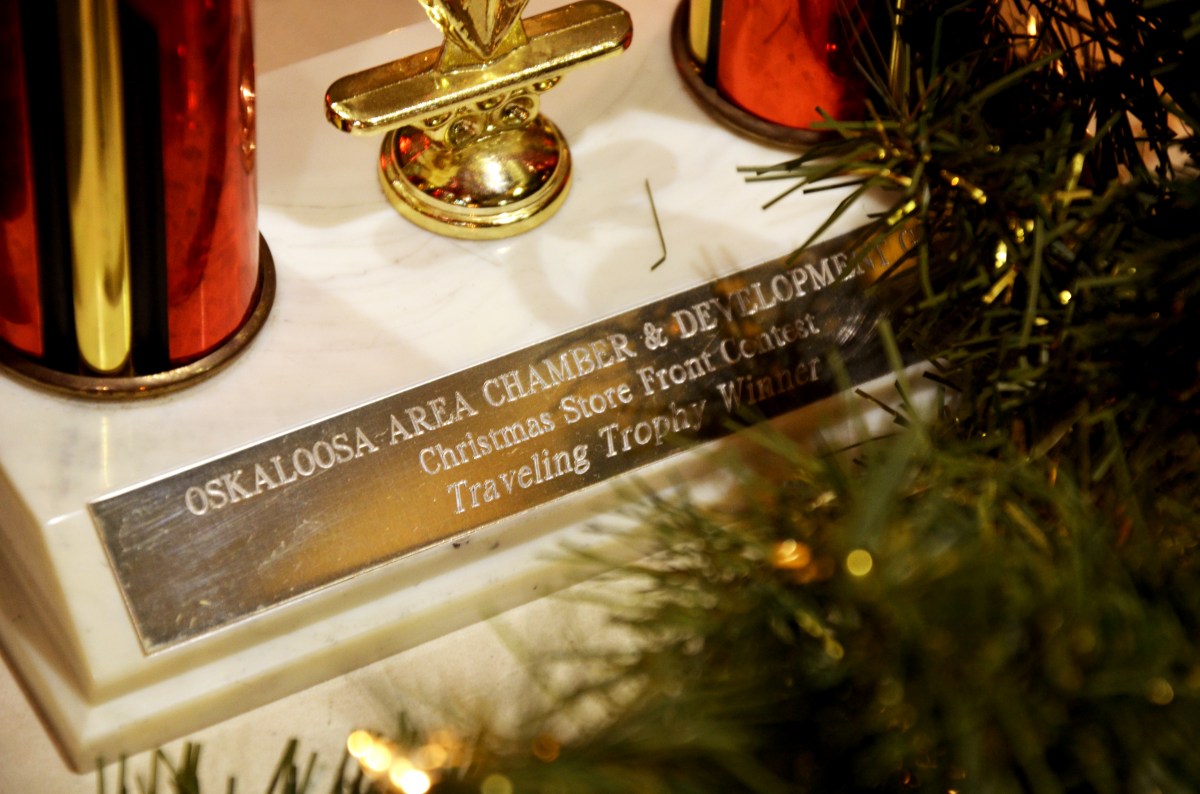 OSKALOOSA AREA CHAMBER & DEVELOPMENT
Christmas Store Front Contest
Traveling Trophy Winner